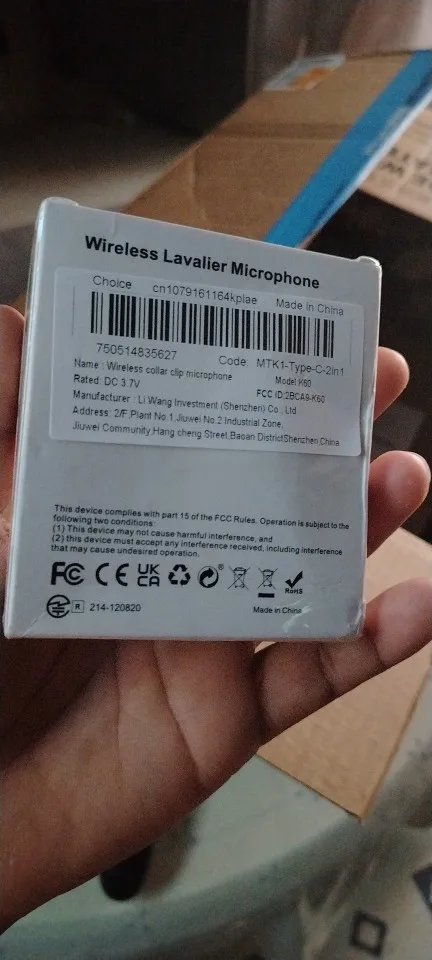 Wireless Lavalier Microphone
Choice cn1079161164kplae Made In China
750514835627 Code: MTK1-Type-C-2in1
Name : Wireless collar clip microphone Model K60
Rated: DC 3.7V FCC ID:2BCA9-K60
Manufacturer : Li Wang Investment (Shenzhen) Co., Ltd
Address: 2/F,Plant No.1,Jiuwei No.2 Industrial Zone,
Jiuwei Community,Hang cheng Street,Baoan DistrictShenzhen,China
This device complies with part 15 of the FCC Rules. Operation is subject to the
following two conditions:
(1) This device may not cause harmful interference, and
(2) this device must accept any interference received, including interference
that may cause undesired operation.
FC CE UK CA ® RoHS
R 214-120820 Made in China